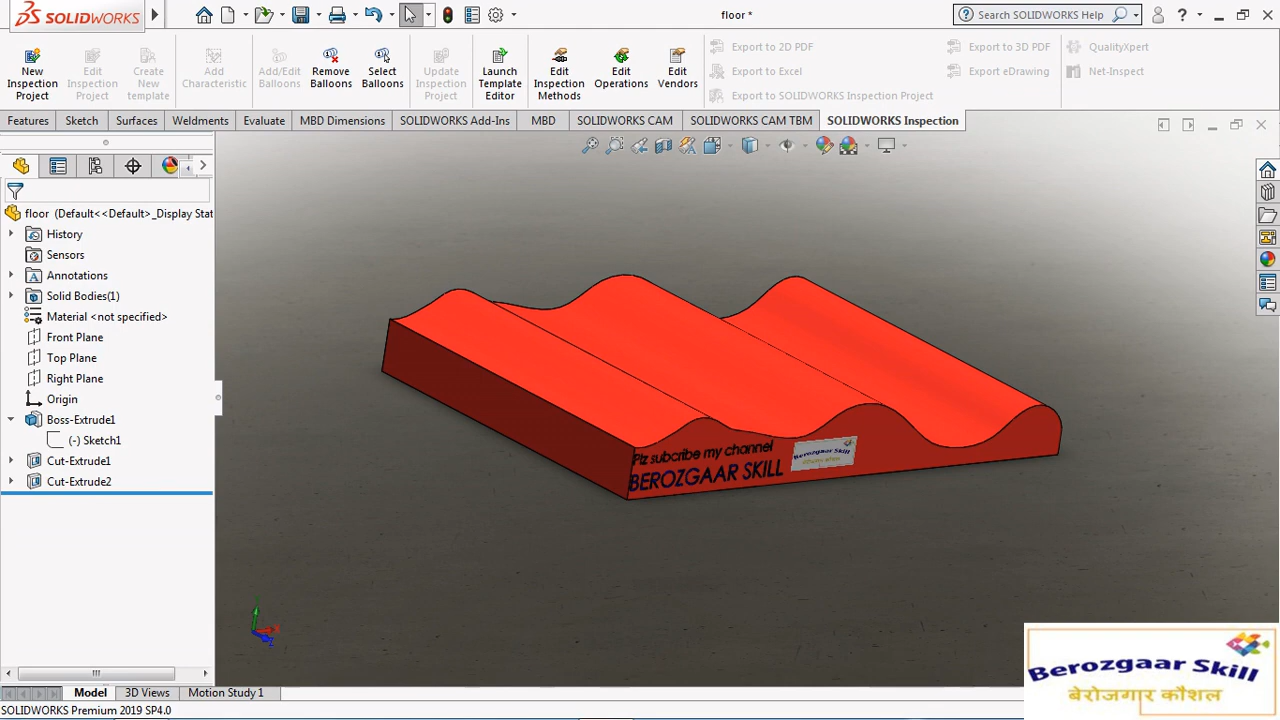 SOLIDWORKS
floor *
Search SOLIDWORKS Help
New Inspection Project
Edit Inspection Project
Create New template
Add Characteristic
Add/Edit Balloons
Remove Balloons
Select Balloons
Update Inspection Project
Launch Template Editor
Edit Inspection Methods
Edit Operations
Edit Vendors
Export to 2D PDF
Export to Excel
Export to SOLIDWORKS Inspection Project
Export to 3D PDF
Export eDrawing
QualityXpert
Net-Inspect
Features
Sketch
Surfaces
Weldments
Evaluate
MBD Dimensions
SOLIDWORKS Add-Ins
MBD
SOLIDWORKS CAM
SOLIDWORKS CAM TBM
SOLIDWORKS Inspection
floor (Default<<Default>_Display Stat
History
Sensors
Annotations
Solid Bodies(1)
Material <not specified>
Front Plane
Top Plane
Right Plane
Origin
Boss-Extrude1
(-) Sketch1
Cut-Extrude1
Cut-Extrude2
Plz subcribe my channel
BEROZGAAR SKILL
Berozgaar Skill
Berozgaar Skill
बेरोजगार कौशल
Model
3D Views
Motion Study 1
SOLIDWORKS Premium 2019 SP4.0